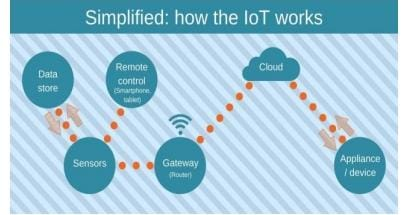 Simplified: how the IoT works
Data
store
Remote
control
(Smartphone,
tablet)
Cloud
Sensors
Gateway
(Router)
Appliance
/ device